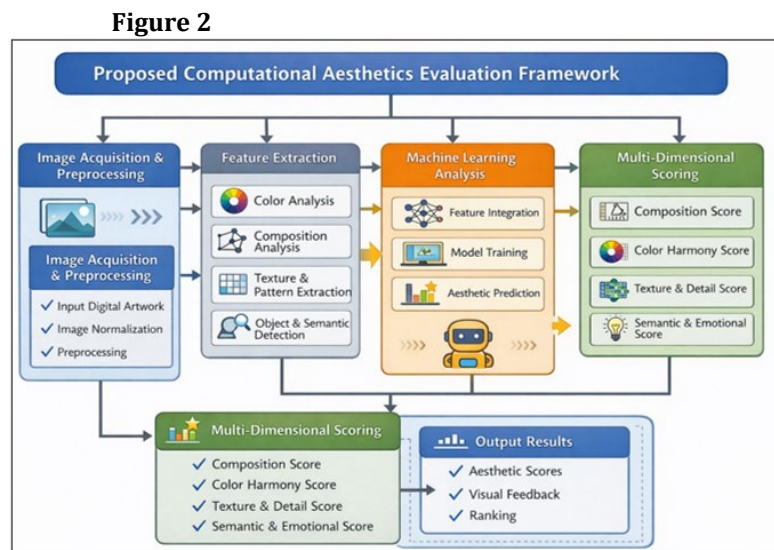 Figure 2
Proposed Computational Aesthetics Evaluation Framework
Image Acquisition &
Preprocessing
Image Acquisition
& Preprocessing
Input Digital Artwork
Image Normalization
Preprocessing
Feature Extraction
Color Analysis
Composition
Analysis
Texture &
Pattern Extraction
Object & Semantic
Detection
Machine Learning
Analysis
Feature Integration
Model Training
Aesthetic Prediction
Multi-Dimensional
Scoring
Composition Score
Color Harmony Score
Texture & Detail Score
Semantic & Emotional
Score
Multi-Dimensional Scoring
Composition Score
Color Harmony Score
Texture & Detail Score
Semantic & Emotional Score
Output Results
Aesthetic Scores
Visual Feedback
Ranking